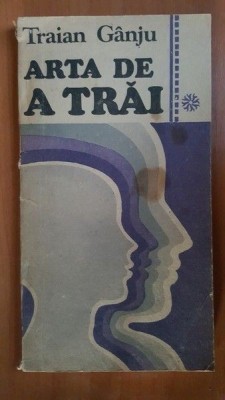 Traian Gânju
ARTA DE
A TRĂI